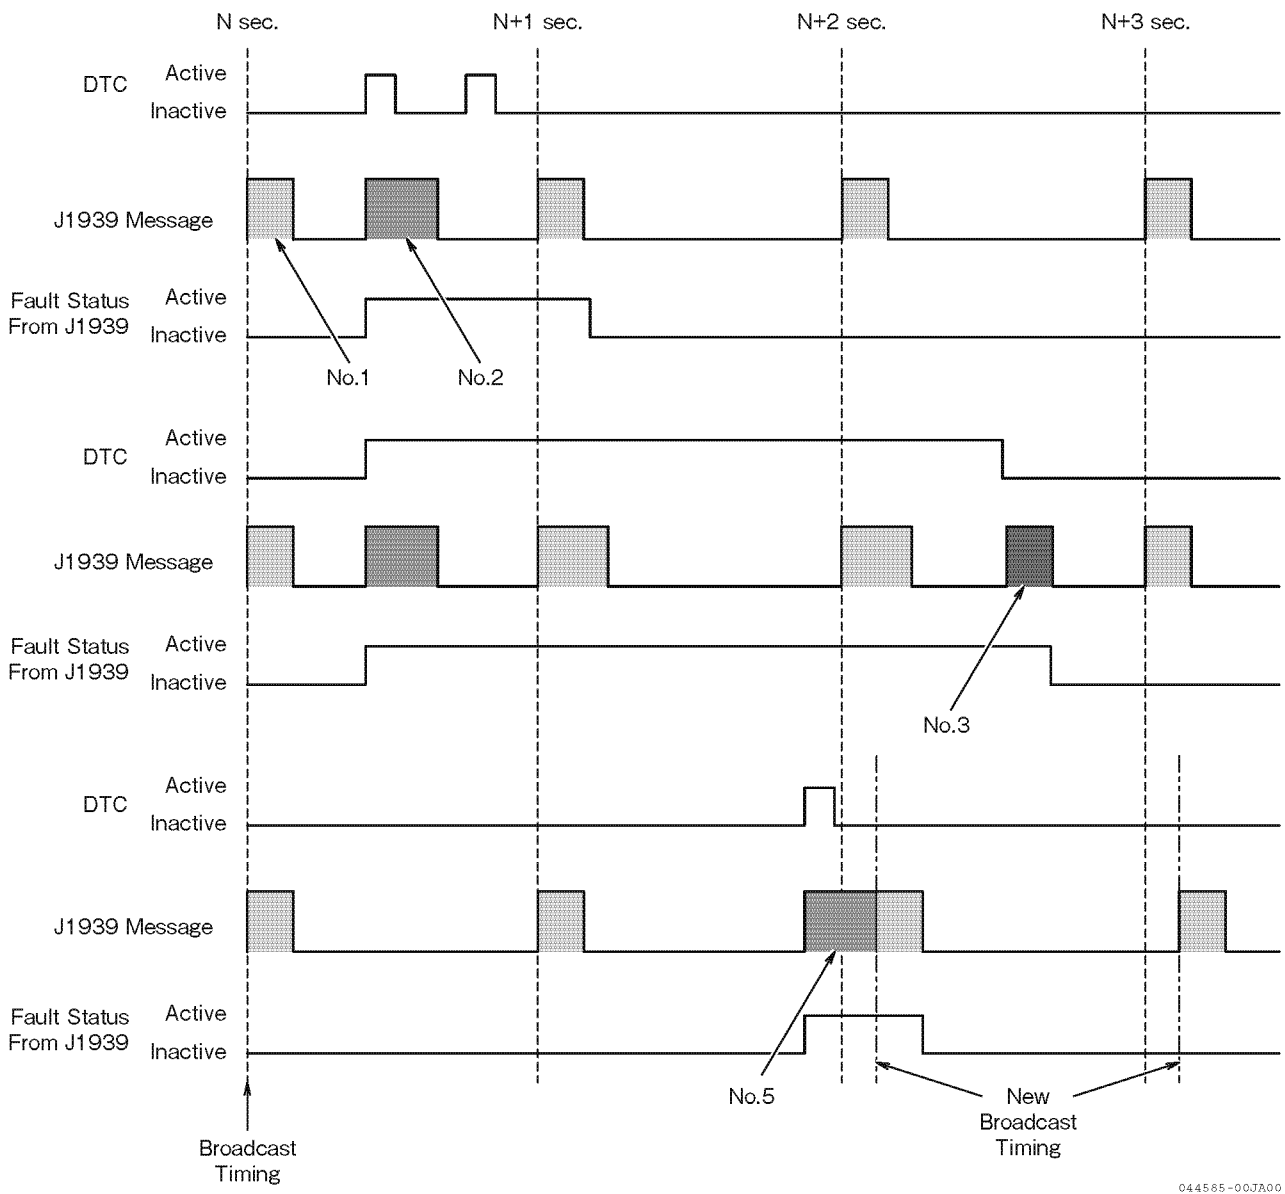 N sec. N+1 sec. N+2 sec. N+3 sec.
DTC Active
Inactive
J1939 Message
Fault Status
From J1939
Active
Inactive
No.1 No.2
DTC Active
Inactive
J1939 Message
Fault Status
From J1939
Active
Inactive
No.3
DTC Active
Inactive
J1939 Message
Fault Status
From J1939
Active
Inactive
No.5
New
Broadcast
Timing
Broadcast
Timing
044585-00JA00